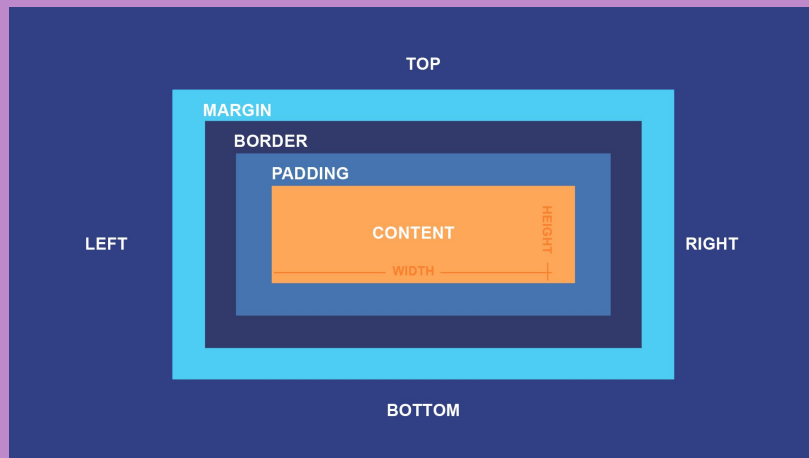 TOP
MARGIN
BORDER
PADDING
CONTENT
HEIGHT
WIDTH
LEFT
RIGHT
BOTTOM